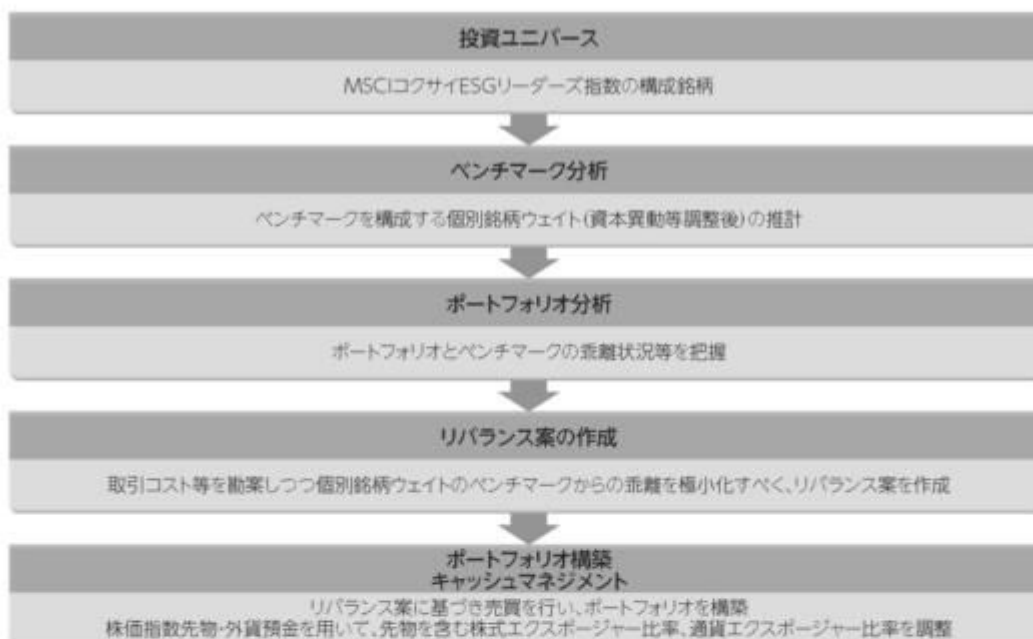 投資ユニバース
MSCIコクサイESGリーダーズ指数の構成銘柄
ベンチマーク分析
ベンチマークを構成する個別銘柄ウェイト(資本異動等調整後)の推計
ポートフォリオ分析
ポートフォリオとベンチマークの乖離状況等を把握
リバランス案の作成
取引コスト等を勘案しつつ個別銘柄ウェイトのベンチマークからの乖離を極小化すべく、リバランス案を作成
ポートフォリオ構築
キャッシュマネジメント
リバランス案に基づき売買を行い、ポートフォリオを構築
株価指数先物・外貨預金を用いて、先物を含む株式エクスポージャー比率、通貨エクスポージャー比率を調整